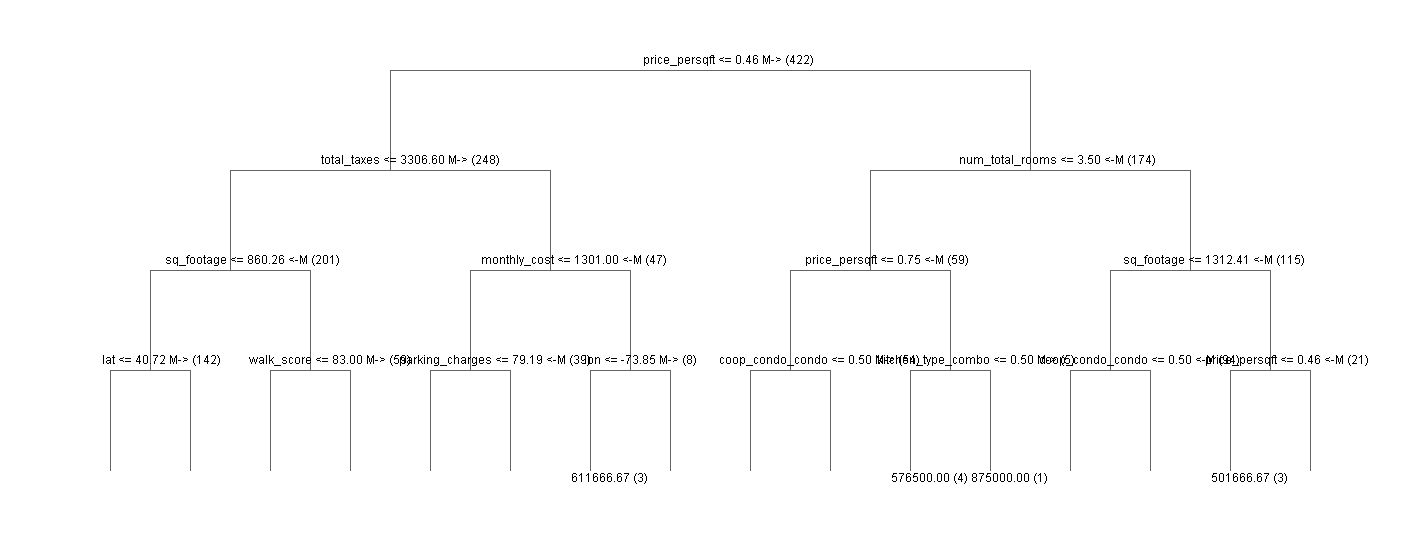 price_persqft <= 0.46 M-> (422)
total_taxes <= 3306.60 M-> (248)
num_total_rooms <= 3.50 <-M (174)
sq_footage <= 860.26 <-M (201)
monthly_cost <= 1301.00 <-M (47)
price_persqft <= 0.75 <-M (59)
sq_footage <= 1312.41 <-M (115)
lat <= 40.72 M-> (142)
walk_score <= 83.00 M-> (59)
parking_charges <= 79.19 <-M (39)
lon <= -73.85 M-> (8)
coop_condo_condo <= 0.50 M-> (54)
kitchen_type_combo <= 0.50 M-> (5)
coop_condo_condo <= 0.50 <-M (94)
price_persqft <= 0.46 <-M (21)
611666.67 (3)
576500.00 (4)
875000.00 (1)
501666.67 (3)